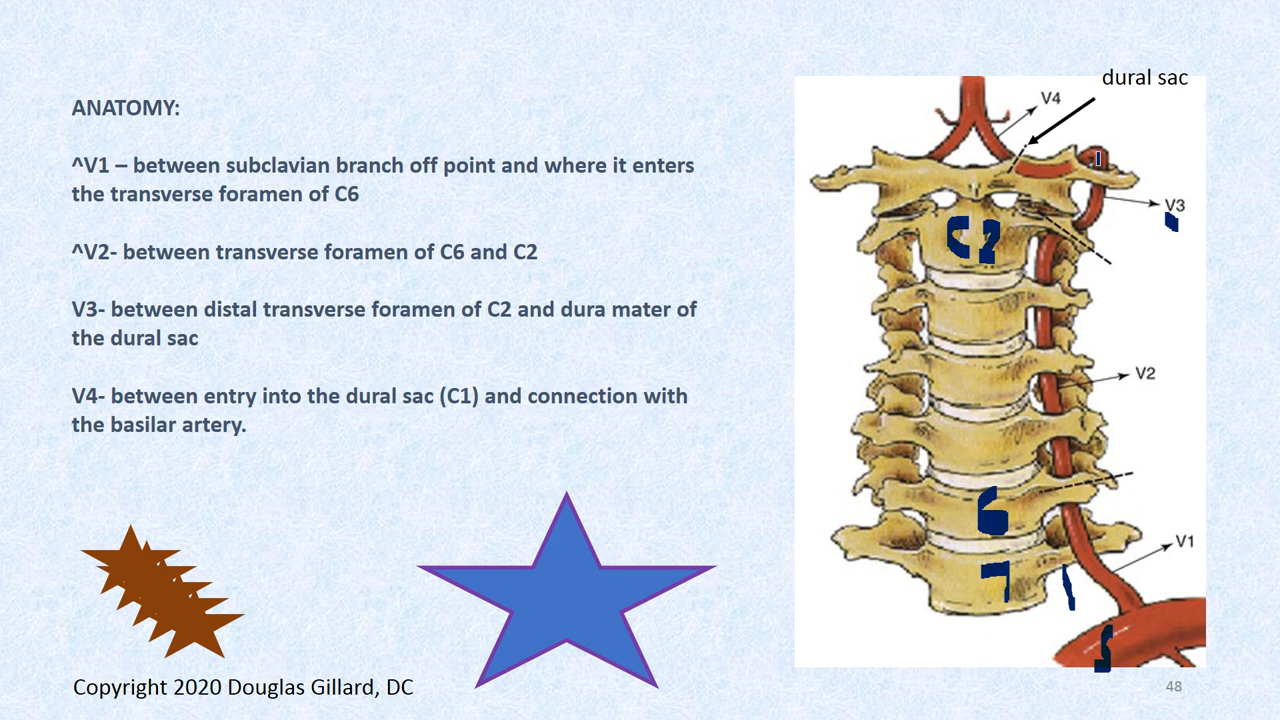 dural sac
ANATOMY:
^V1 – between subclavian branch off point and where it enters
the transverse foramen of C6
^V2- between transverse foramen of C6 and C2
V3- between distal transverse foramen of C2 and dura mater of
the dural sac
V4- between entry into the dural sac (C1) and connection with
the basilar artery.
V4
1
V3
C2
V2
6
V1
7
S
Copyright 2020 Douglas Gillard, DC
48